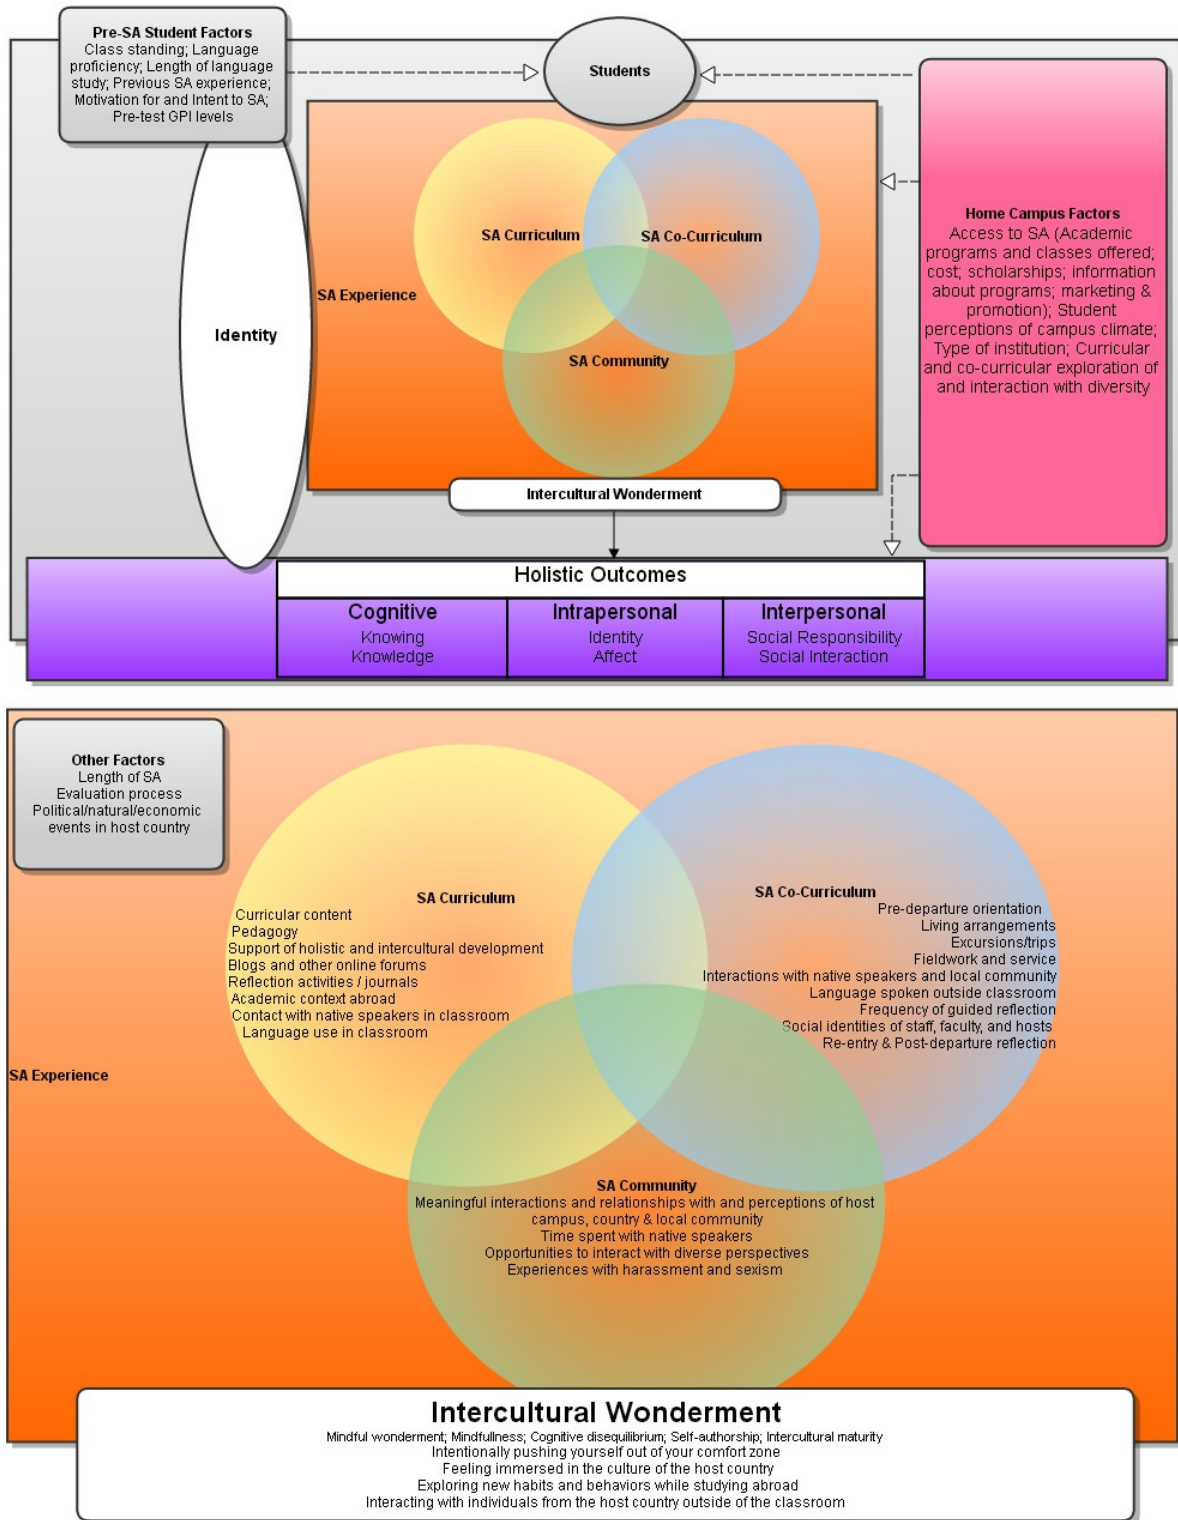 Pre-SA Student Factors
Class standing; Language
proficiency; Length of language
study; Previous SA experience;
Motivation for and Intent to SA;
Pre-test GPI levels
Students
Home Campus Factors
Access to SA (Academic
programs and classes offered;
cost; scholarships; information
about programs; marketing &
promotion); Student
perceptions of campus climate;
Type of institution; Curricular
and co-curricular exploration of
and interaction with diversity
SA Curriculum
SA Co-Curriculum
SA Experience
SA Community
Identity
Intercultural Wonderment
Holistic Outcomes
Cognitive
Knowing
Knowledge
Intrapersonal
Identity
Affect
Interpersonal
Social Responsibility
Social Interaction
Other Factors
Length of SA
Evaluation process
Political/natural/economic
events in host country
SA Curriculum
Curricular content
Pedagogy
Support of holistic and intercultural development
Blogs and other online forums
Reflection activities / journals
Academic context abroad
Contact with native speakers in classroom
Language use in classroom
SA Co-Curriculum
Pre-departure orientation
Living arrangements
Excursions/trips
Fieldwork and service
Interactions with native speakers and local community
Language spoken outside classroom
Frequency of guided reflection
Social identities of staff, faculty, and hosts
Re-entry & Post-departure reflection
SA Experience
SA Community
Meaningful interactions and relationships with and perceptions of host
campus, country & local community
Time spent with native speakers
Opportunities to interact with diverse perspectives
Experiences with harassment and sexism
Intercultural Wonderment
Mindful wonderment; Mindfullness; Cognitive disequilibrium; Self-authorship; Intercultural maturity
Intentionally pushing yourself out of your comfort zone
Feeling immersed in the culture of the host country
Exploring new habits and behaviors while studying abroad
Interacting with individuals from the host country outside of the classroom